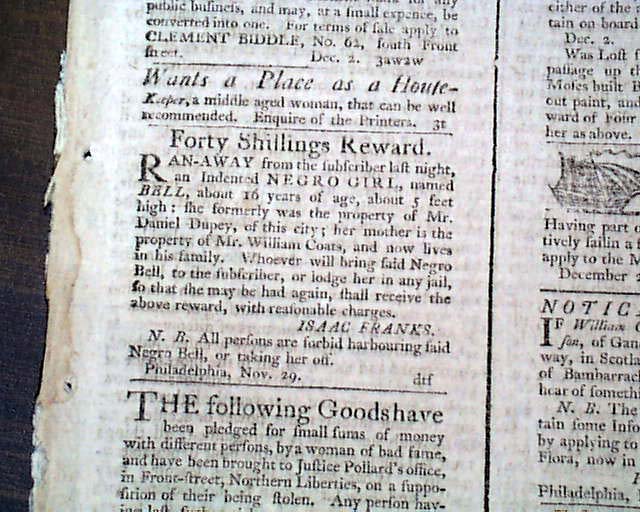 public business, and may, at a small expence, be
converted into one. For terms of sale apply to
CLEMENT BIDDLE, No. 62, south Front
street. Dec. 2. 3aw2w
Wants a Place as a House-
Keeper, a middle aged woman, that can be well
recommended. Enquire of the Printers. 3t
Forty Shillings Reward.
RAN-AWAY from the subscriber last night,
an Indented NEGRO GIRL, named
BELL, about 16 years of age, about 5 feet
high: she formerly was the property of Mr.
Daniel Dupey, of this city; her mother is the
property of Mr. William Coats, and now lives
in his family. Whoever will bring said Negro
Bell, to the subscriber, or lodge her in any jail,
so that she may be had again, shall receive the
above reward, with reasonable charges.
ISAAC FRANKS.
N. B. All persons are forbid harbouring said
Negro Bell, or taking her off.
Philadelphia, Nov. 29. dtf
THE following Goods have
been pledged for small sums of money
with different persons, by a woman of bad fame,
and have been brought to Justice Pollard's office,
in Front-street, Northern Liberties, on a suppo-
sition of their being stolen. Any person hav-
either of the
tain on board
Dec. 2.
Was Lost
passage up
Moses built
out paint, and
ward of Four
her as above.
Having part
tively sail in
apply to the
December
NOTIC
IF William
son, of
way, in Scotla
of Bambarrac
hear of someth
N. B. The
tain some Info
by applying to
Flora, now in
Philadelphia,